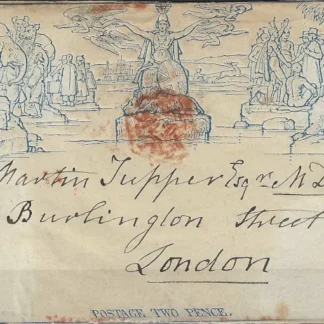 Martin Tupper Esqr. M.D
Burlington Street
London
POSTAGE TWO PENCE.